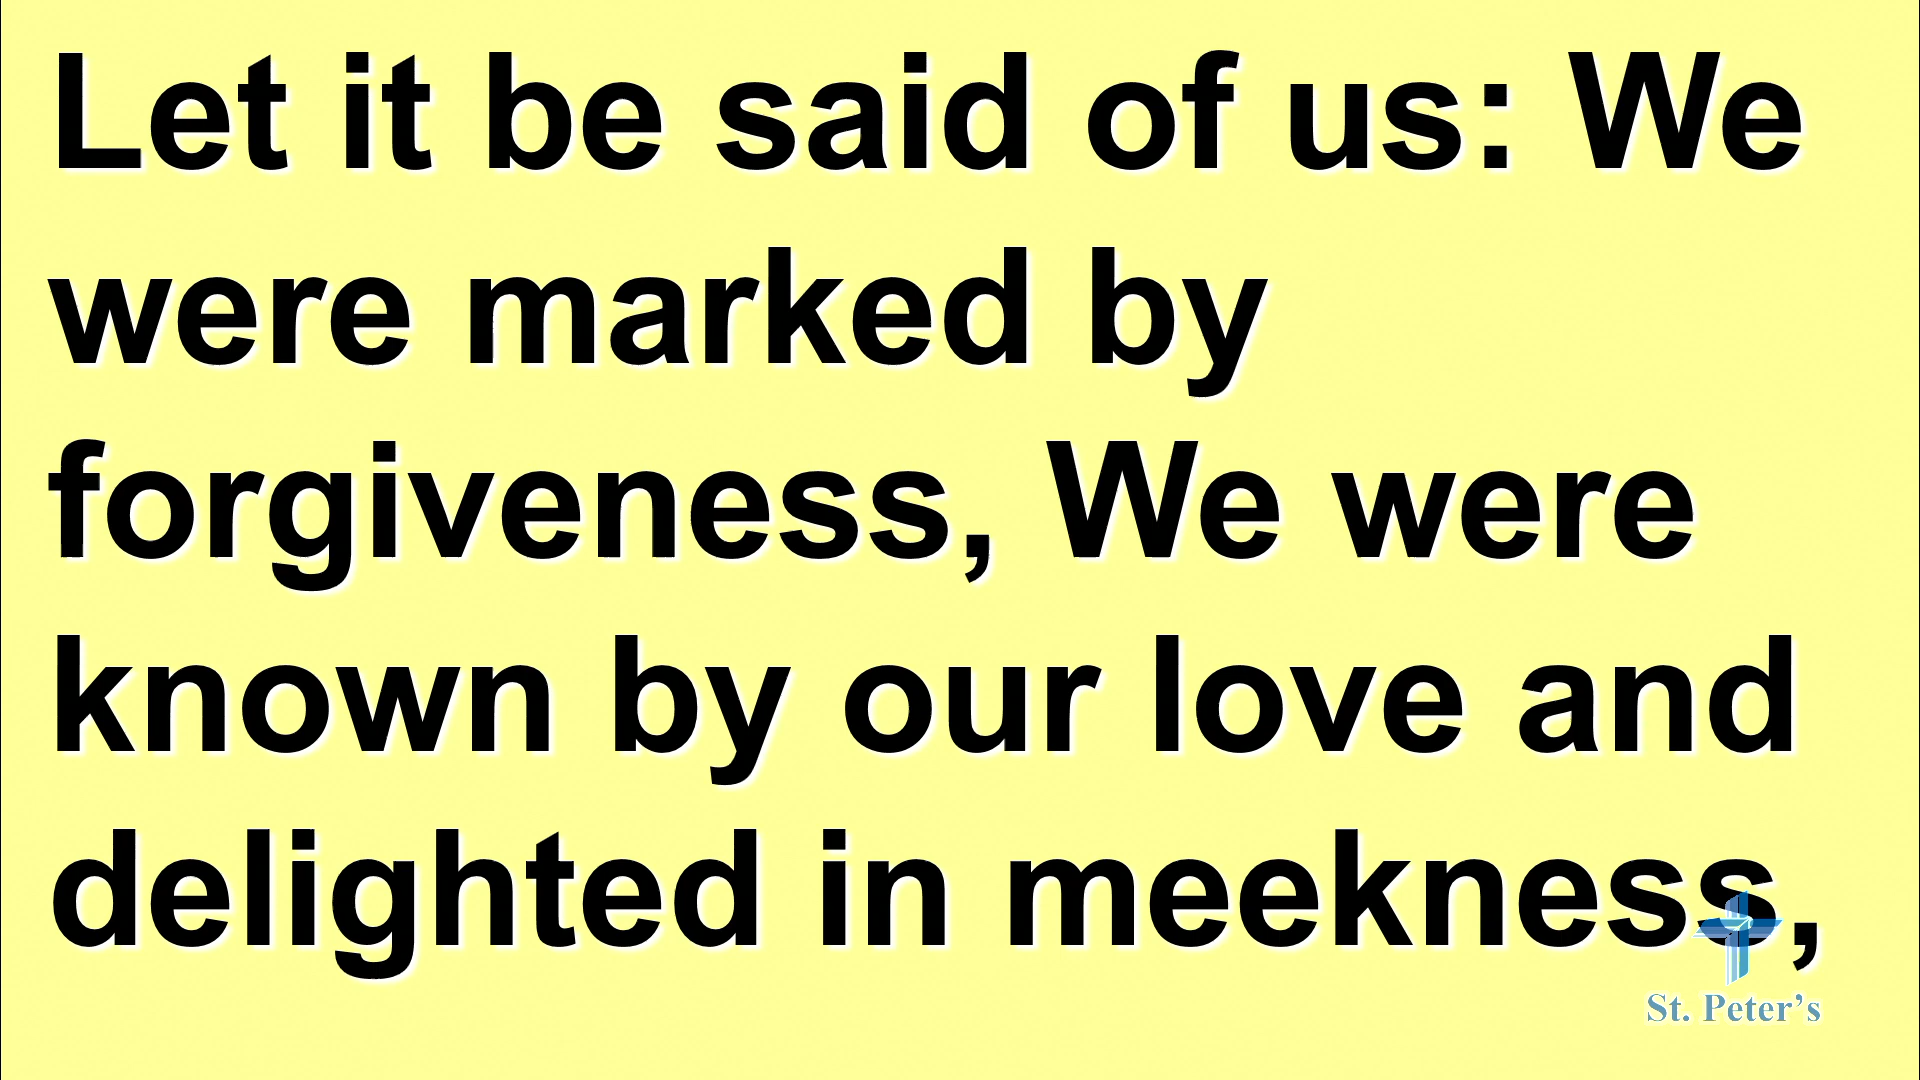 Let it be said of us: We
were marked by
forgiveness, We were
known by our love and
delighted in meekness,
St. Peter’s